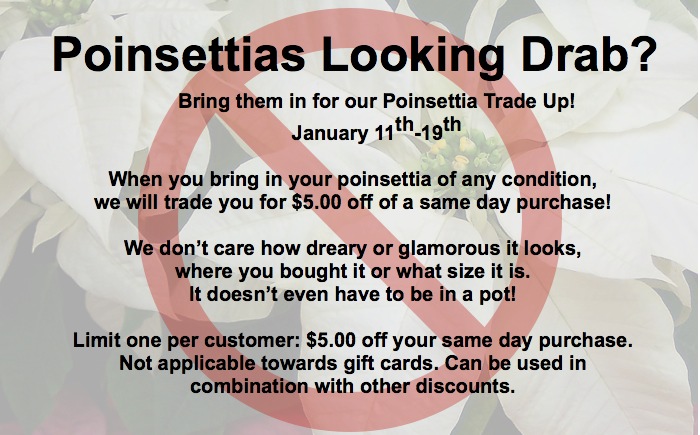 Poinsettias Looking Drab?
Bring them in for our Poinsettia Trade Up!
January 11th-19th
When you bring in your poinsettia of any condition,
we will trade you for $5.00 off of a same day purchase!
We don’t care how dreary or glamorous it looks,
where you bought it or what size it is.
It doesn’t even have to be in a pot!
Limit one per customer: $5.00 off your same day purchase.
Not applicable towards gift cards. Can be used in
combination with other discounts.